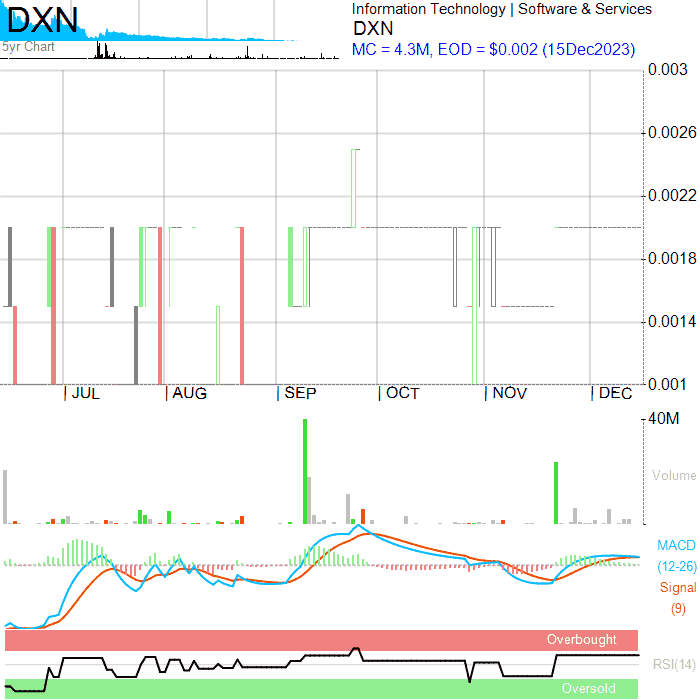 DXN
5yr Chart
Information Technology | Software & Services
DXN
MC = 4.3M, EOD = $0.002 (15Dec2023)
0.003
0.0026
0.0022
0.0018
0.0014
0.001
JUL AUG SEP OCT NOV DEC
40M
Volume
MACD
(12-26)
Signal
(9)
Overbought
RSI(14)
Oversold